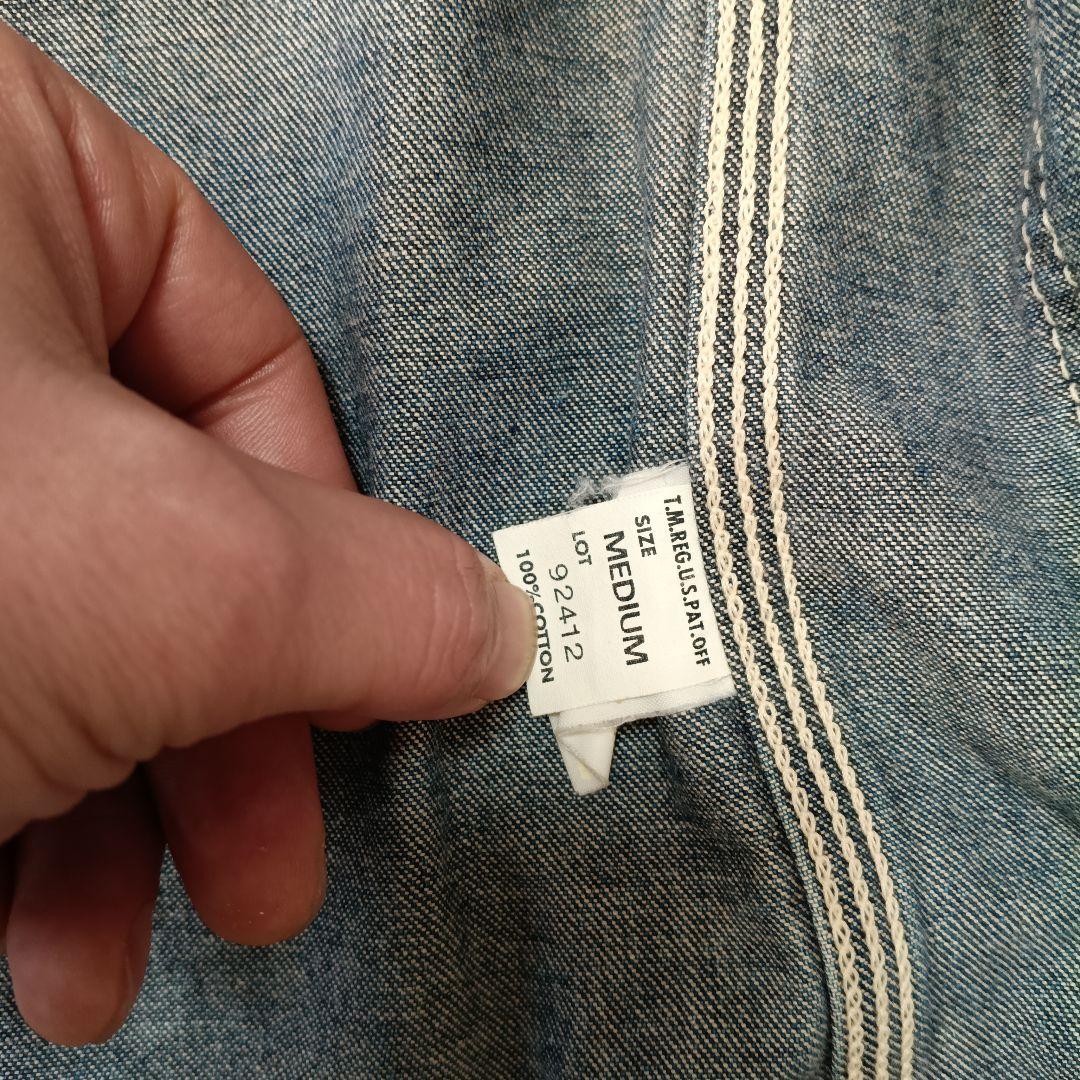 T.M.REG.U.S.PAT.OFF
SIZE
MEDIUM
LOT
92412
100% COTTON